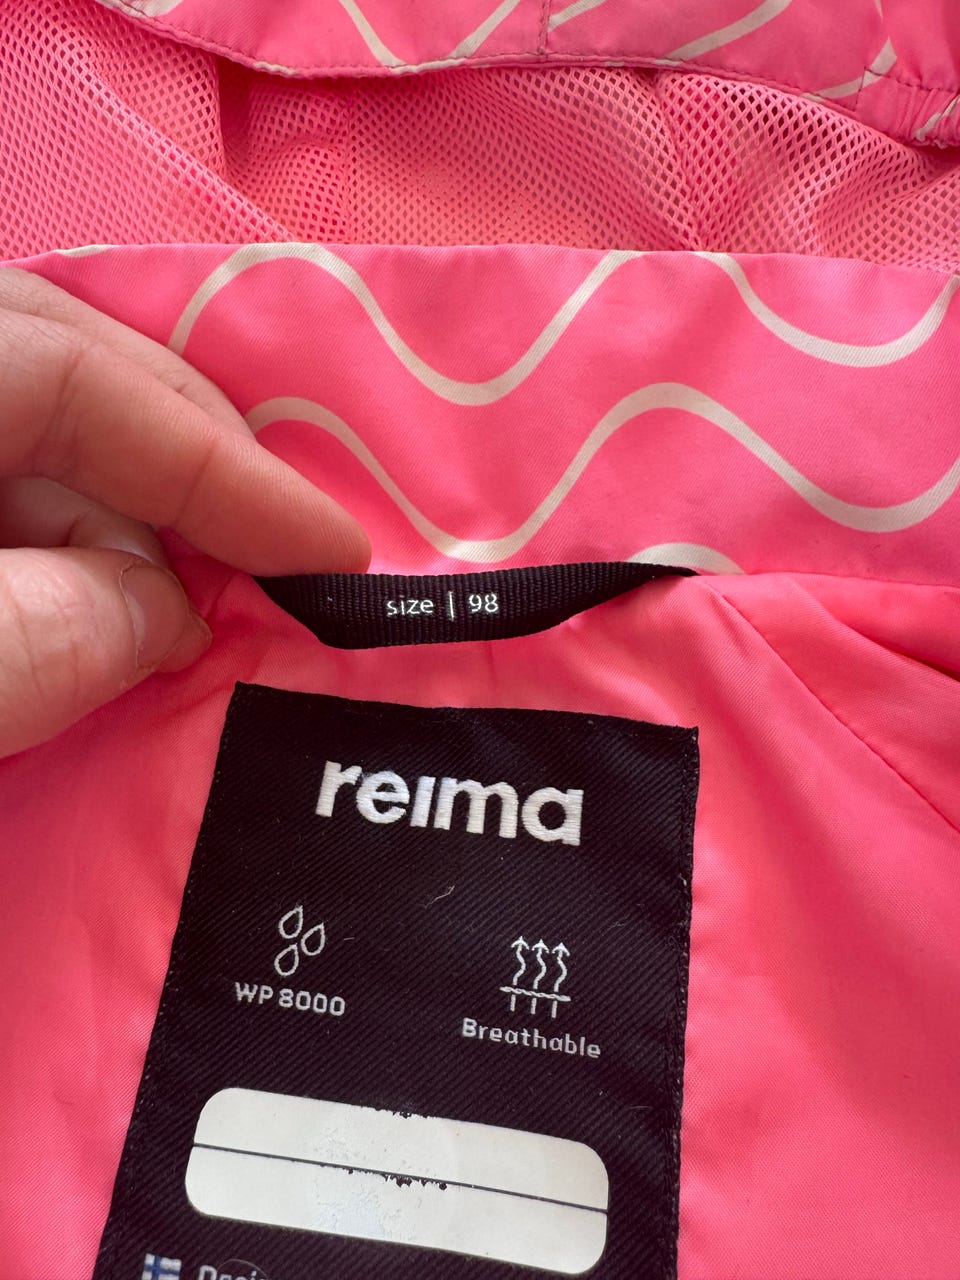 size | 98
reima
WP 8000
Breathable